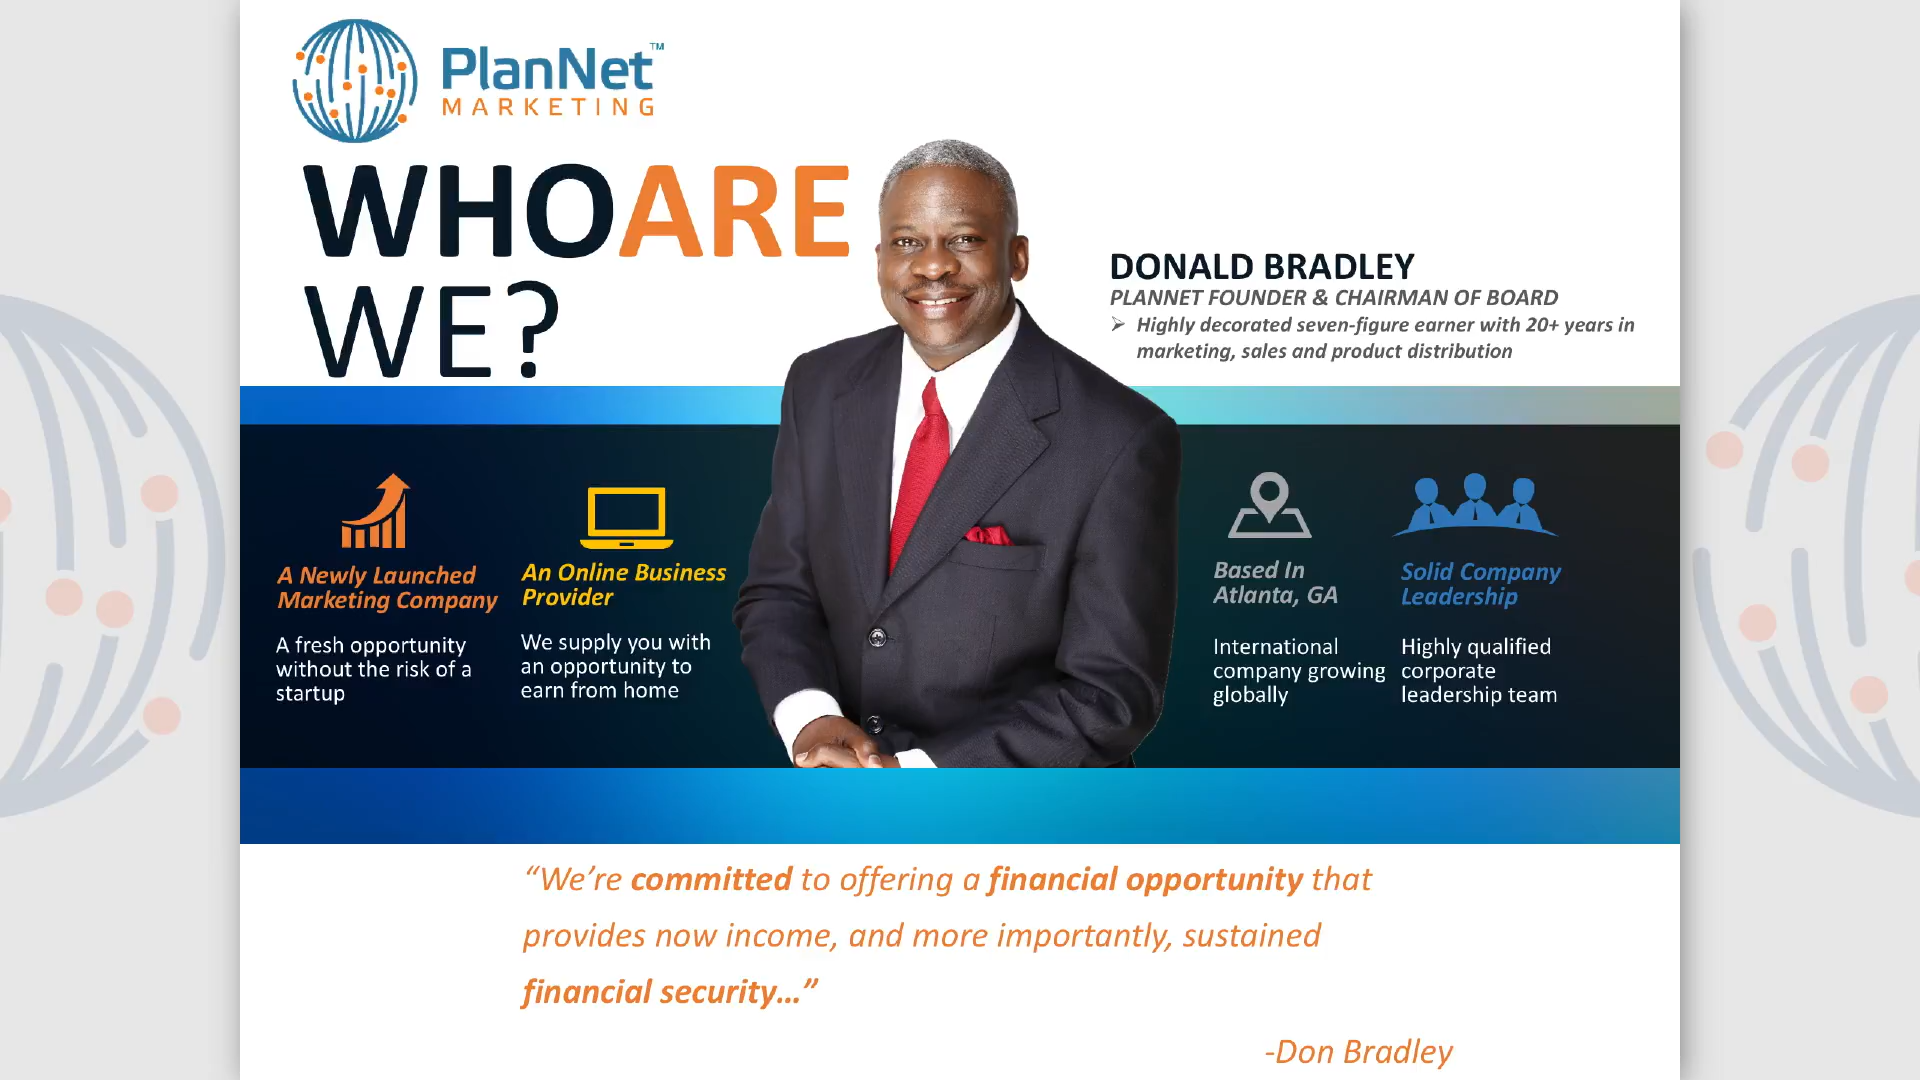 PlanNet™
MARKETING
WHOARE
WE?
DONALD BRADLEY
PLANNET FOUNDER & CHAIRMAN OF BOARD
➢ Highly decorated seven-figure earner with 20+ years in
marketing, sales and product distribution
A Newly Launched
Marketing Company
A fresh opportunity
without the risk of a
startup
An Online Business
Provider
We supply you with
an opportunity to
earn from home
Based In
Atlanta, GA
International
company growing
globally
Solid Company
Leadership
Highly qualified
corporate
leadership team
“We’re committed to offering a financial opportunity that
provides now income, and more importantly, sustained
financial security…”
-Don Bradley